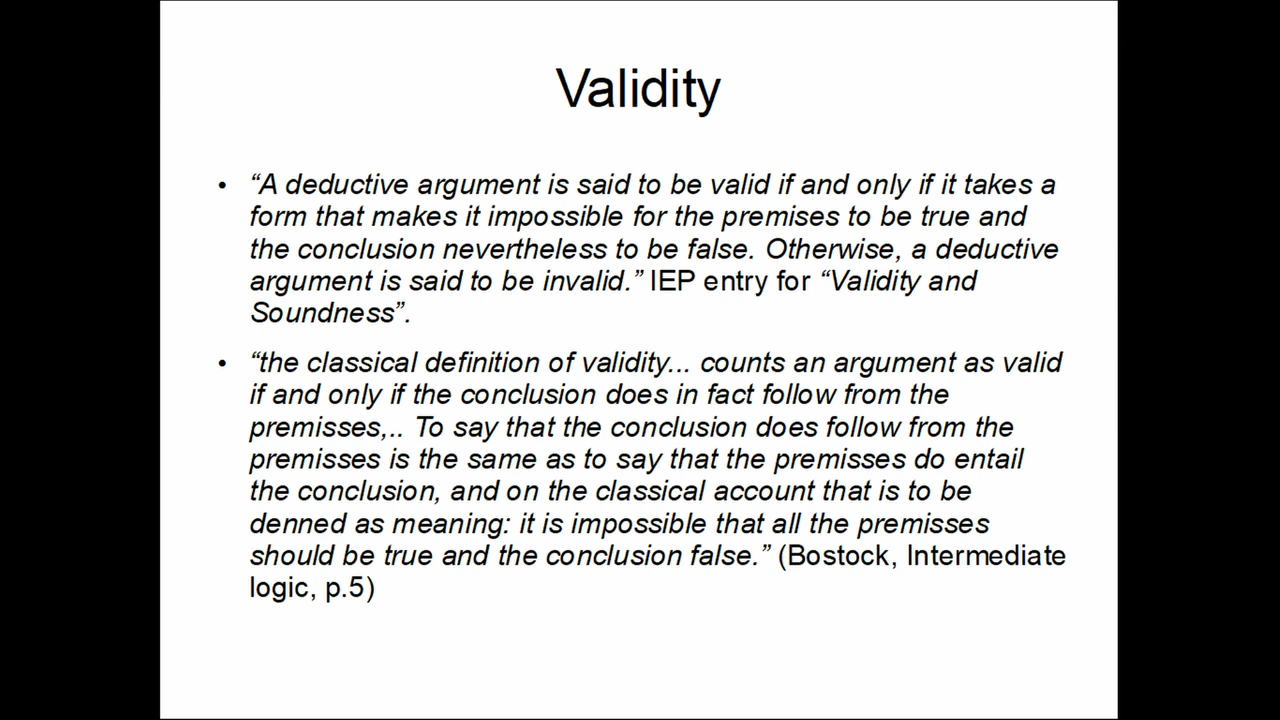 Validity
• “A deductive argument is said to be valid if and only if it takes a
form that makes it impossible for the premises to be true and
the conclusion nevertheless to be false. Otherwise, a deductive
argument is said to be invalid.” IEP entry for “Validity and
Soundness”.
• “the classical definition of validity... counts an argument as valid
if and only if the conclusion does in fact follow from the
premisses,.. To say that the conclusion does follow from the
premisses is the same as to say that the premisses do entail
the conclusion, and on the classical account that is to be
denned as meaning: it is impossible that all the premisses
should be true and the conclusion false.” (Bostock, Intermediate
logic, p.5)